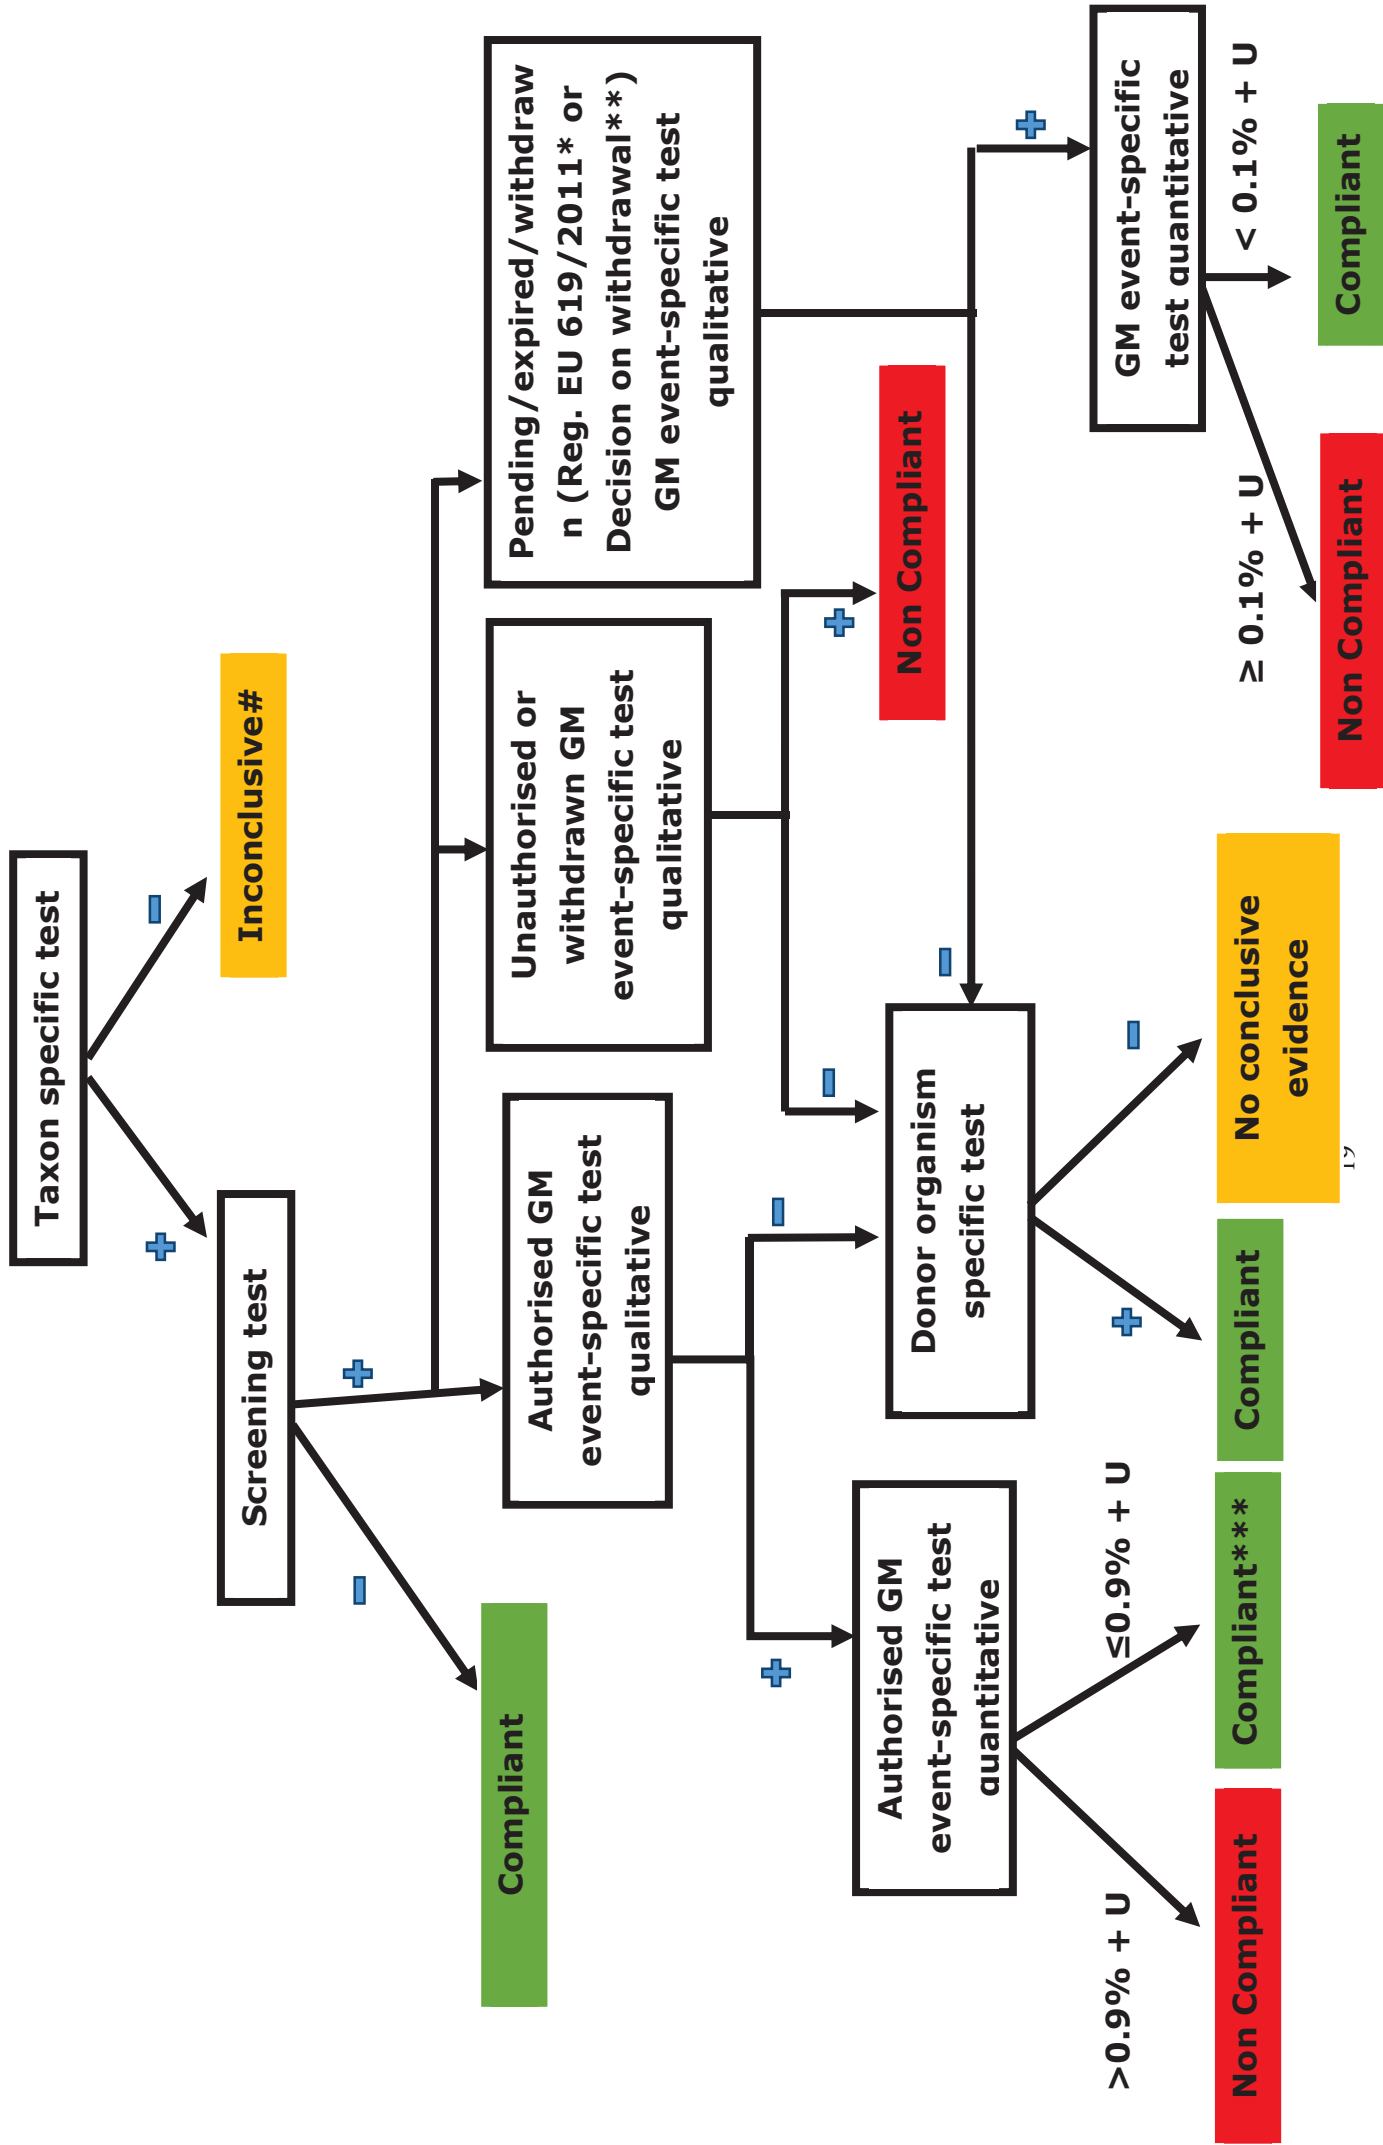 Taxon specific test
Screening test
Inconclusive#
Compliant
Authorised GM
event-specific test
qualitative
Unauthorised or
withdrawn GM
event-specific test
qualitative
Pending/expired/withdraw
n (Reg. EU 619/2011* or
Decision on withdrawal**)
GM event-specific test
qualitative
Authorised GM
event-specific test
quantitative
Donor organism
specific test
Non Compliant
GM event-specific
test quantitative
>0.9% + U
≤0.9% + U
≥ 0.1% + U
< 0.1% + U
Non Compliant
Compliant***
Compliant
No conclusive
evidence
Non Compliant
Compliant
19